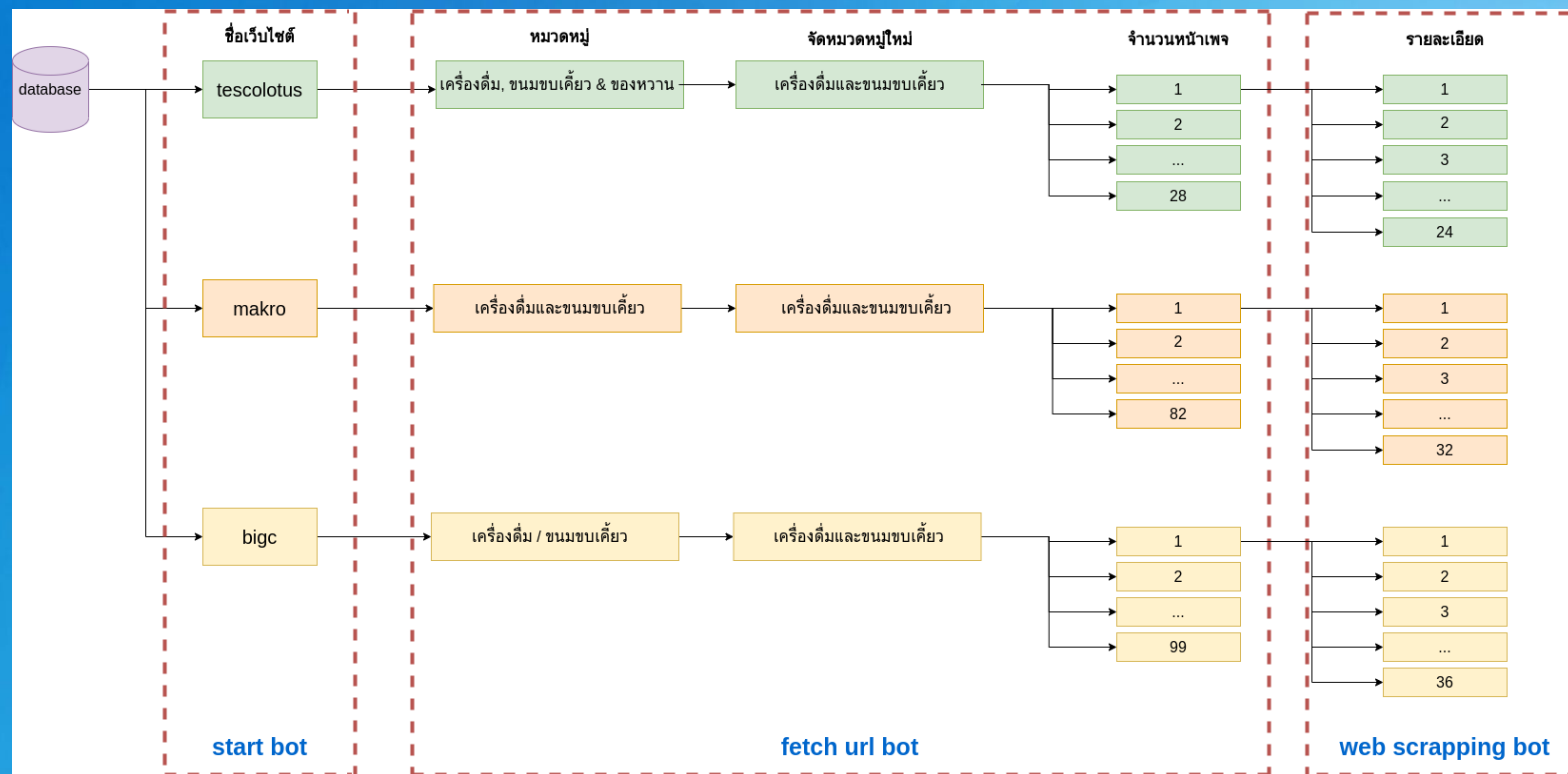 ชื่อเว็บไซต์
หมวดหมู่
จัดหมวดหมู่ใหม่
จำนวนหน้าเพจ
รายละเอียด
database
tescolotus
เครื่องดื่ม, ขนมขบเคี้ยว & ของหวาน
เครื่องดื่มและขนมขบเคี้ยว
1
2
...
28
1
2
3
...
24
makro
เครื่องดื่มและขนมขบเคี้ยว
เครื่องดื่มและขนมขบเคี้ยว
1
2
...
82
1
2
3
...
32
bigc
เครื่องดื่ม / ขนมขบเคี้ยว
เครื่องดื่มและขนมขบเคี้ยว
1
2
...
99
1
2
3
...
36
start bot
fetch url bot
web scrapping bot